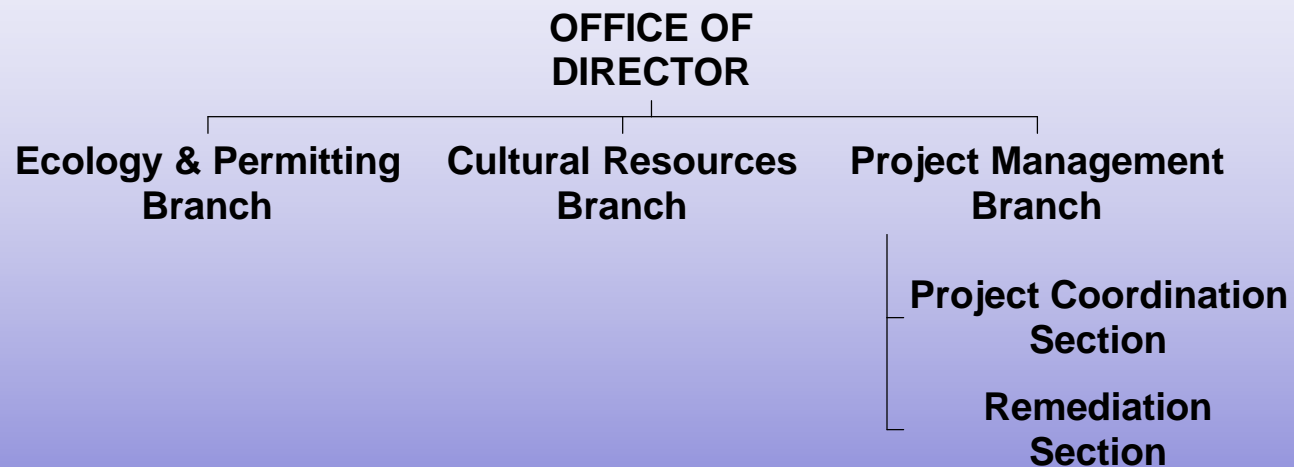 OFFICE OF
DIRECTOR
Ecology & Permitting
Branch
Cultural Resources
Branch
Project Management
Branch
Project Coordination
Section
Remediation
Section